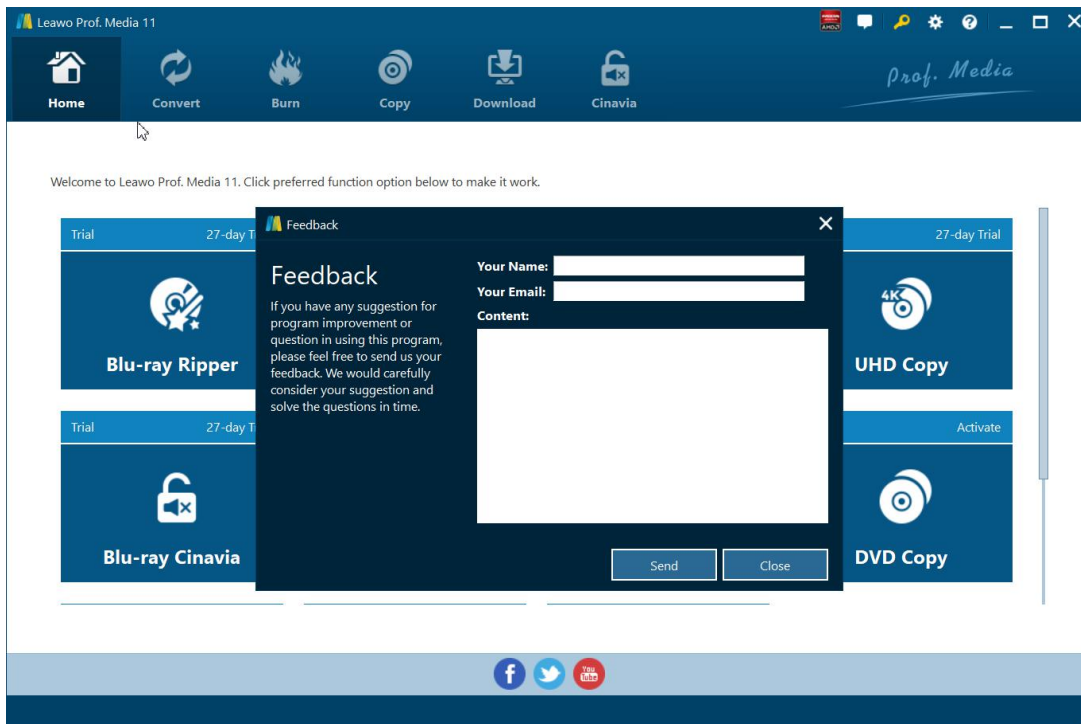 Leawo Prof. Media 11
AMD
Home
Convert
Burn
Copy
Download
Cinavia
Prof. Media
Welcome to Leawo Prof. Media 11. Click preferred function option below to make it work.
Trial
27-day T
27-day Trial
Blu-ray Ripper
4K
UHD Copy
Feedback
Feedback
If you have any suggestion for
program improvement or
question in using this program,
please feel free to send us your
feedback. We would carefully
consider your suggestion and
solve the questions in time.
Your Name:
Your Email:
Content:
Send
Close
Trial
27-day T
Activate
Blu-ray Cinavia
DVD Copy
f
You
Tube